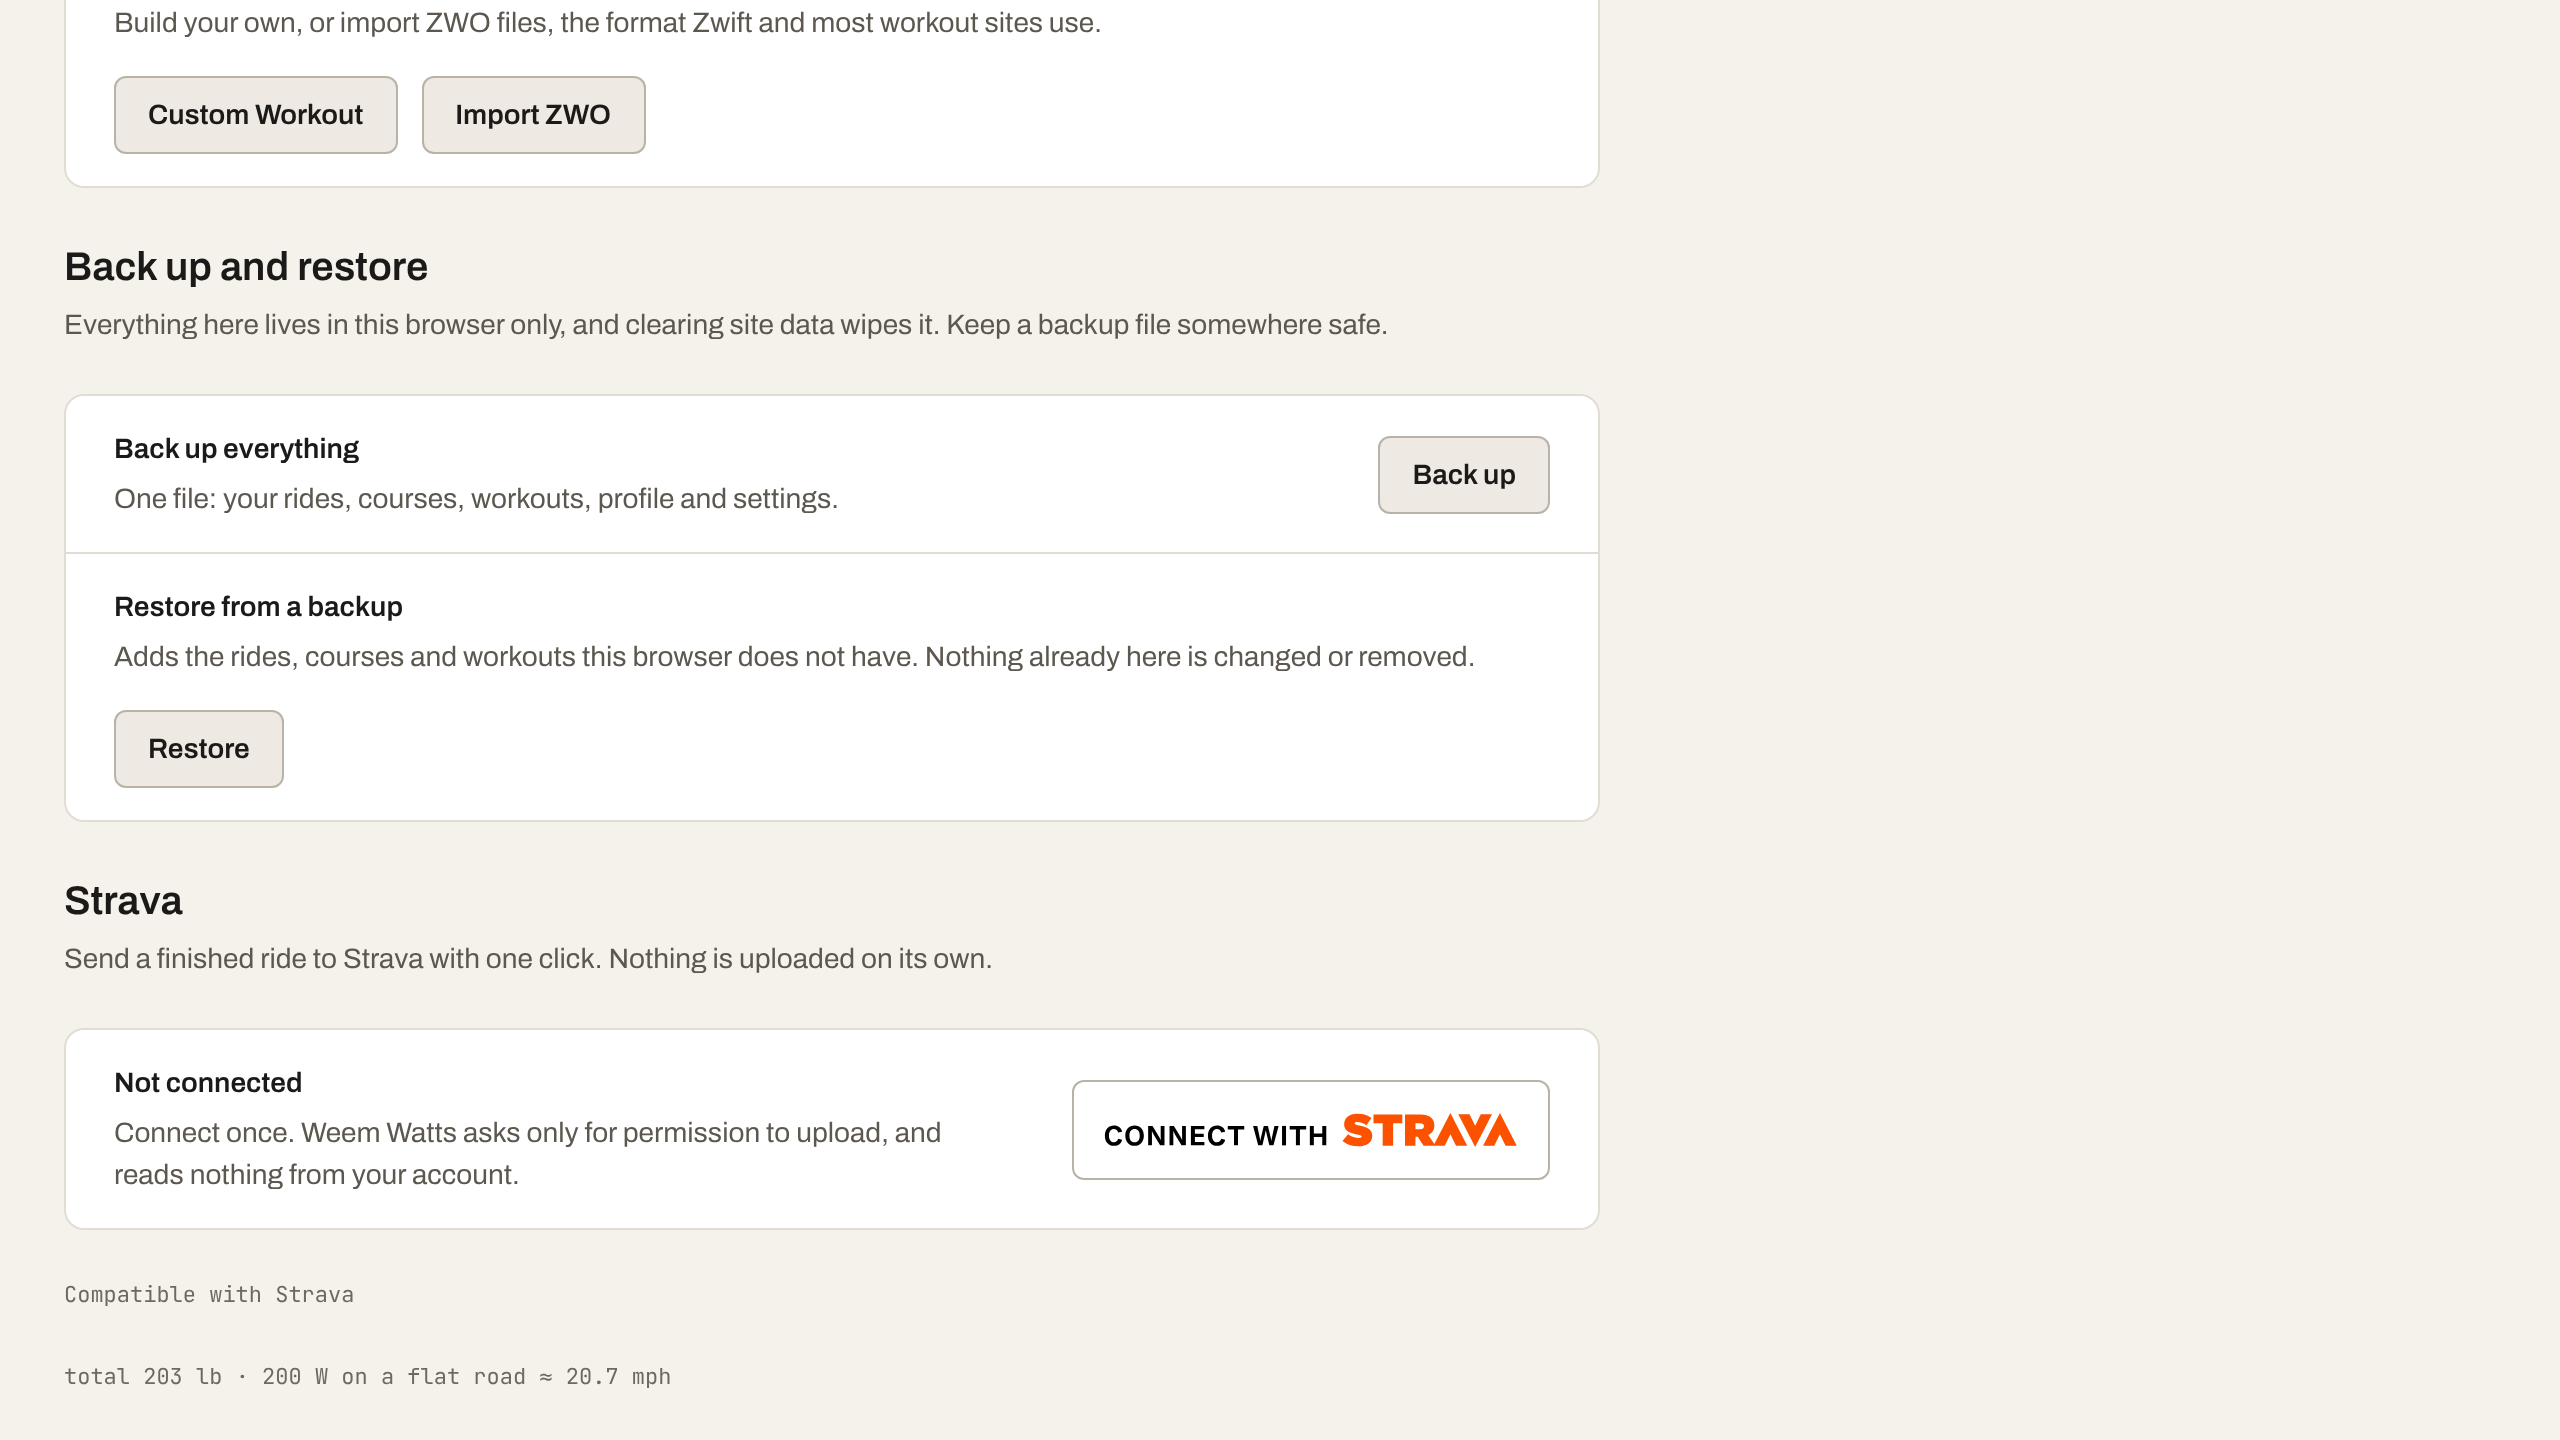 Build your own, or import ZWO files, the format Zwift and most workout sites use.
Custom Workout
Import ZWO
Back up and restore
Everything here lives in this browser only, and clearing site data wipes it. Keep a backup file somewhere safe.
Back up everything
One file: your rides, courses, workouts, profile and settings.
Back up
Restore from a backup
Adds the rides, courses and workouts this browser does not have. Nothing already here is changed or removed.
Restore
Strava
Send a finished ride to Strava with one click. Nothing is uploaded on its own.
Not connected
Connect once. Weem Watts asks only for permission to upload, and
reads nothing from your account.
CONNECT WITH STRAVA
Compatible with Strava
total 203 lb · 200 W on a flat road ≈ 20.7 mph